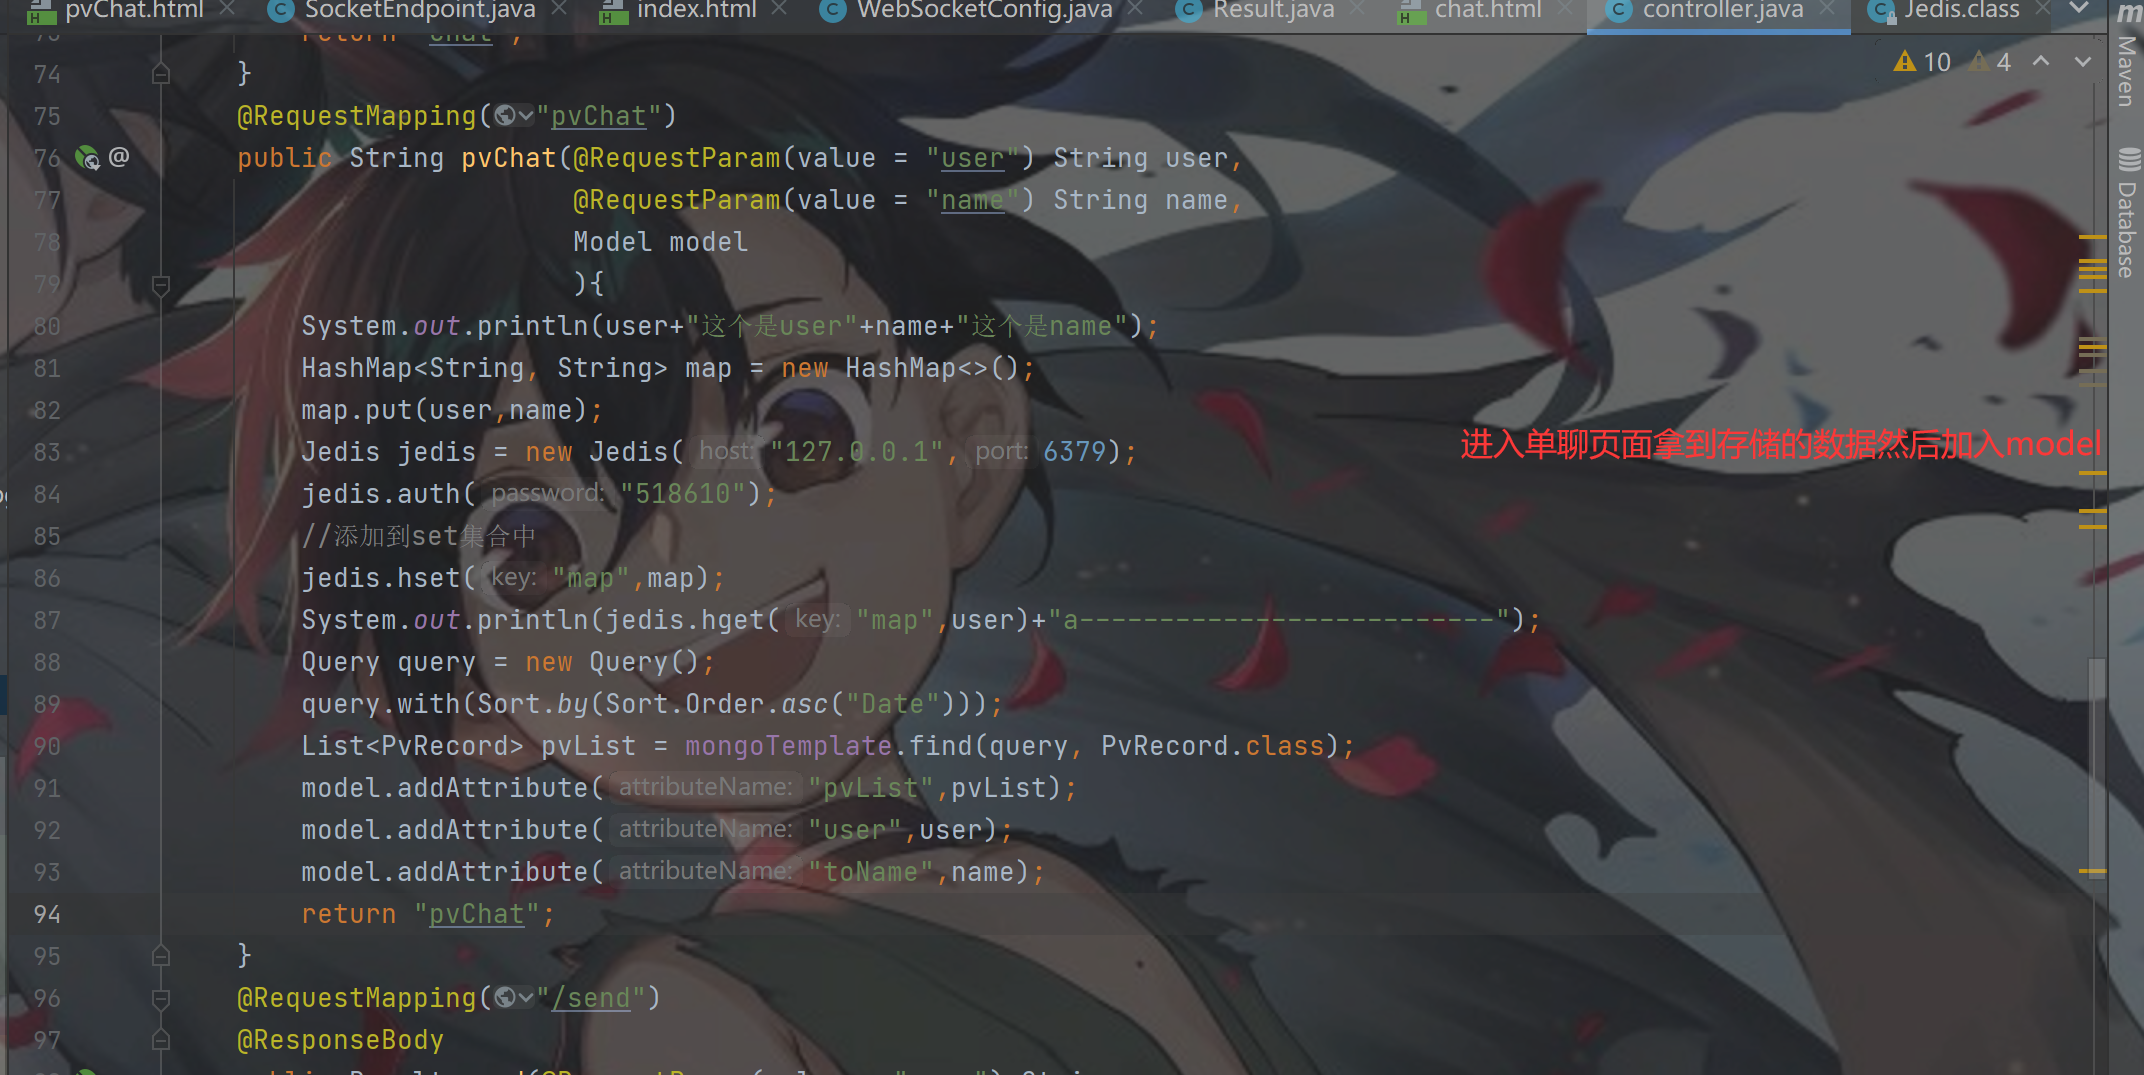 pvChat.html SocketEndpoint.java index.html WebSocketConfig.java Result.java chat.html controller.java Jedis.class
73 return "chat";
10 4
Maven
Database
74 }
75 @RequestMapping("pvChat")
76 @ public String pvChat(@RequestParam(value = "user") String user,
77 @RequestParam(value = "name") String name,
78 Model model
79 ){
80 System.out.println(user+"这个是user"+name+"这个是name");
81 HashMap<String, String> map = new HashMap<>();
82 map.put(user,name);
83 Jedis jedis = new Jedis( host: "127.0.0.1", port: 6379);
进入单聊页面拿到存储的数据然后加入model
84 jedis.auth( password: "518610");
85 //添加到set集合中
86 jedis.hset( key: "map",map);
87 System.out.println(jedis.hget( key: "map",user)+"a--------------------------");
88 Query query = new Query();
89 query.with(Sort.by(Sort.Order.asc("Date")));
90 List<PvRecord> pvList = mongoTemplate.find(query, PvRecord.class);
91 model.addAttribute( attributeName: "pvList",pvList);
92 model.addAttribute( attributeName: "user",user);
93 model.addAttribute( attributeName: "toName",name);
94 return "pvChat";
95 }
96 @RequestMapping("/send")
97 @ResponseBody